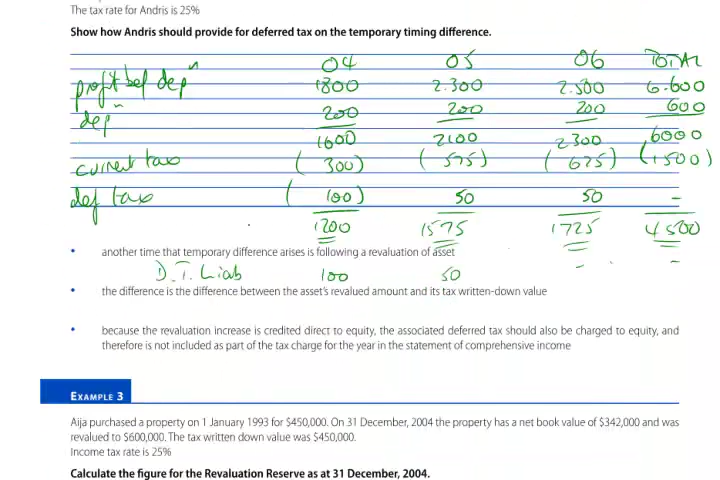 The tax rate for Andris is 25%
Show how Andris should provide for deferred tax on the temporary timing difference.
04 05 06 TOTAL
profit bef depn 1800 2.300 2.500 6.600
depn 200 200 200 600
1600 2100 2300 6000
current tax (300) (575) (625) (1500)
def tax (100) 50 50 -
1200 1575 1725 4500
• another time that temporary difference arises is following a revaluation of asset
D.T. Liab 100 50 - -
• the difference is the difference between the asset's revalued amount and its tax written-down value
• because the revaluation increase is credited direct to equity, the associated deferred tax should also be charged to equity, and
therefore is not included as part of the tax charge for the year in the statement of comprehensive income
EXAMPLE 3
Aija purchased a property on 1 January 1993 for $450,000. On 31 December, 2004 the property has a net book value of $342,000 and was
revalued to $600,000. The tax written down value was $450,000.
Income tax rate is 25%
Calculate the figure for the Revaluation Reserve as at 31 December, 2004.